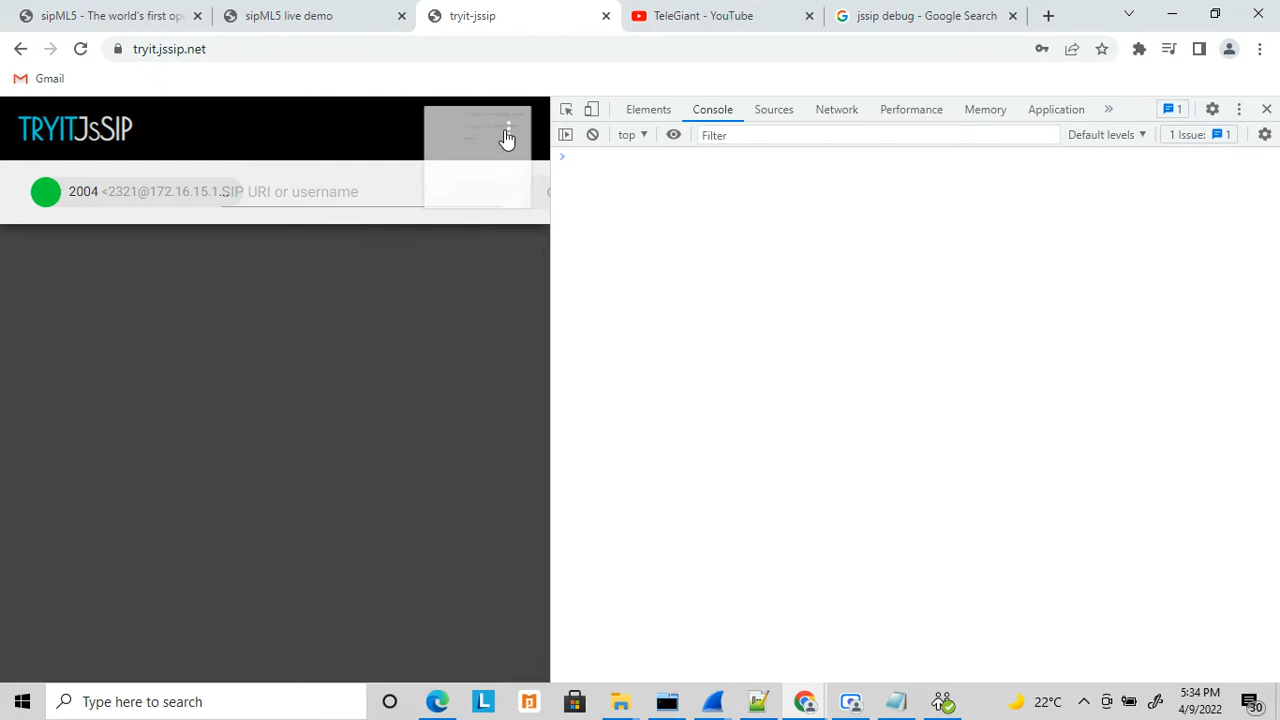 sipML5 - The world's first ope
sipML5 live demo
tryit-jssip
TeleGiant - YouTube
jssip debug - Google Search
tryit.jssip.net
Gmail
TRYITJsSIP
Elements
Console
Sources
Network
Performance
Memory
Application
1
top
Filter
Default levels
1 Issue:
1
2004 <2321@172.16.15.1...
SIP URI or username
Type here to search
22°C
5:34 PM
4/9/2022
30